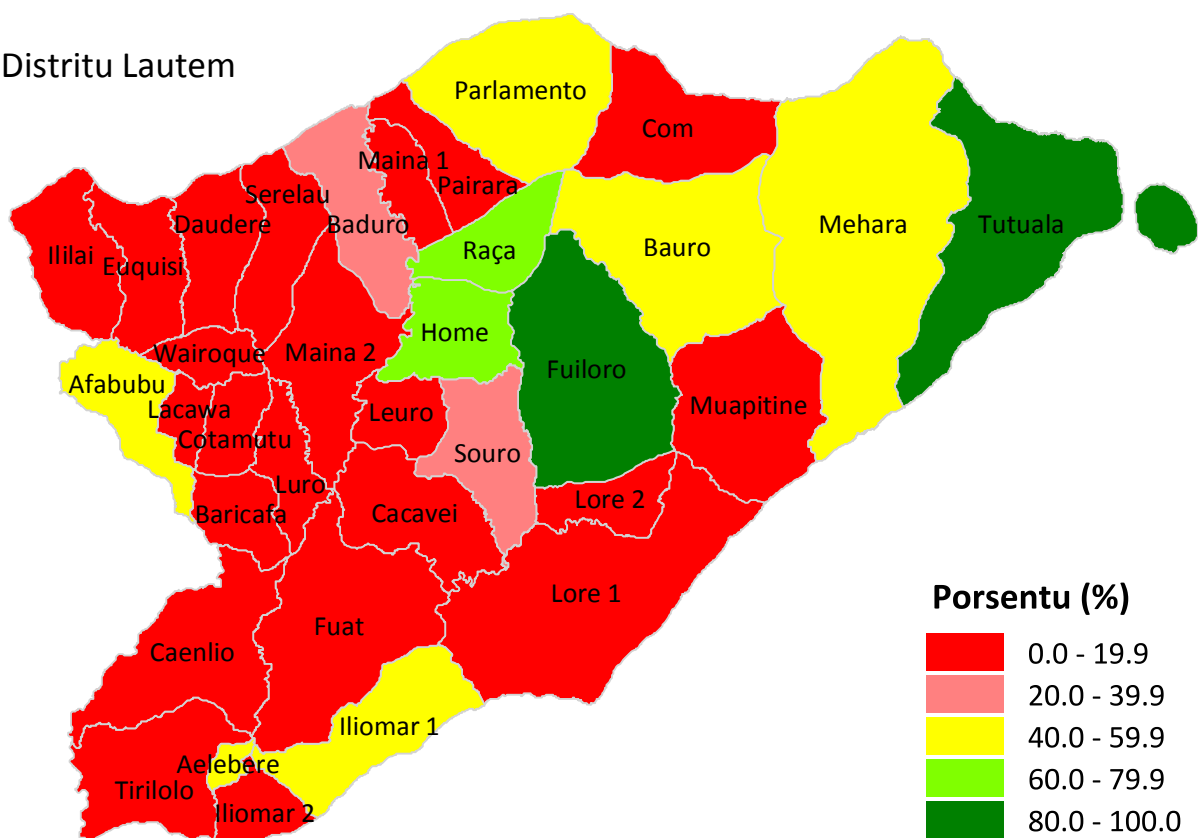 Distritu Lautem
Parlamento
Com
Maina 1
Pairara
Serelau
Baduro
Daudere
Mehara
Tutuala
Ililai
Euquisi
Raça
Bauro
Home
Wairoque
Maina 2
Fuiloro
Afabubu
Lacawa
Leuro
Muapitine
Cotamutu
Souro
Luro
Baricafa
Cacavei
Lore 2
Lore 1
Fuat
Caenlio
Iliomar 1
Aelebere
Tirilolo
Iliomar 2
Porsentu (%)
0.0 - 19.9
20.0 - 39.9
40.0 - 59.9
60.0 - 79.9
80.0 - 100.0